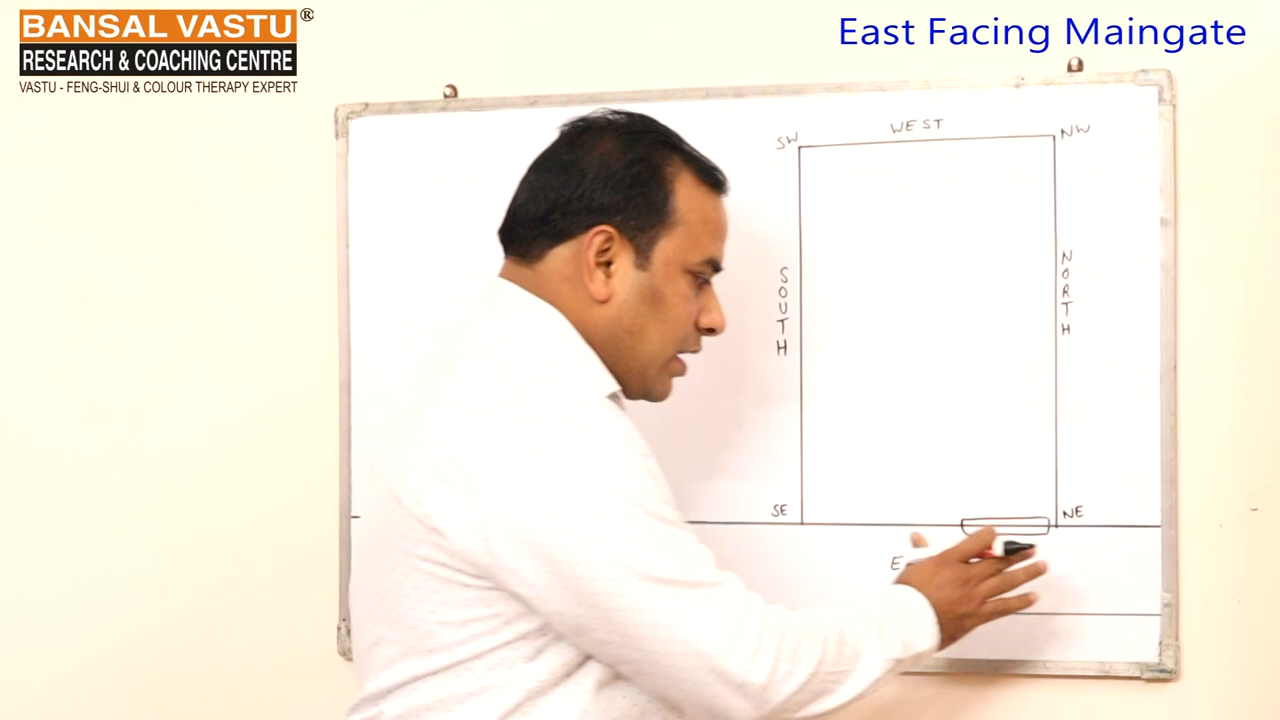 BANSAL VASTU®
RESEARCH & COACHING CENTRE
VASTU - FENG-SHUI & COLOUR THERAPY EXPERT
East Facing Maingate
SW
WEST
NW
SOUTH
NORTH
SE
NE